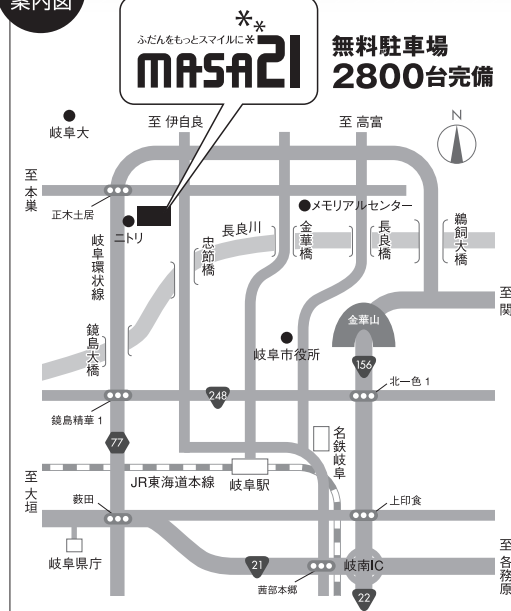 案内図
ふだんをもっとスマイルに
MASA21
無料駐車場
2800台完備
岐阜大
至 伊自良
至 高富
N
至本巣
正木土居
ニトリ
メモリアルセンター
岐阜環状線
忠節橋
長良川
金華橋
長良橋
鵜飼大橋
至関
金華山
鏡島大橋
岐阜市役所
156
北一色 1
248
鏡島精華 1
77
名鉄岐阜
至大垣
JR東海道本線
岐阜駅
薮田
上印食
岐阜県庁
21
岐南IC
茜部本郷
至各務原
22